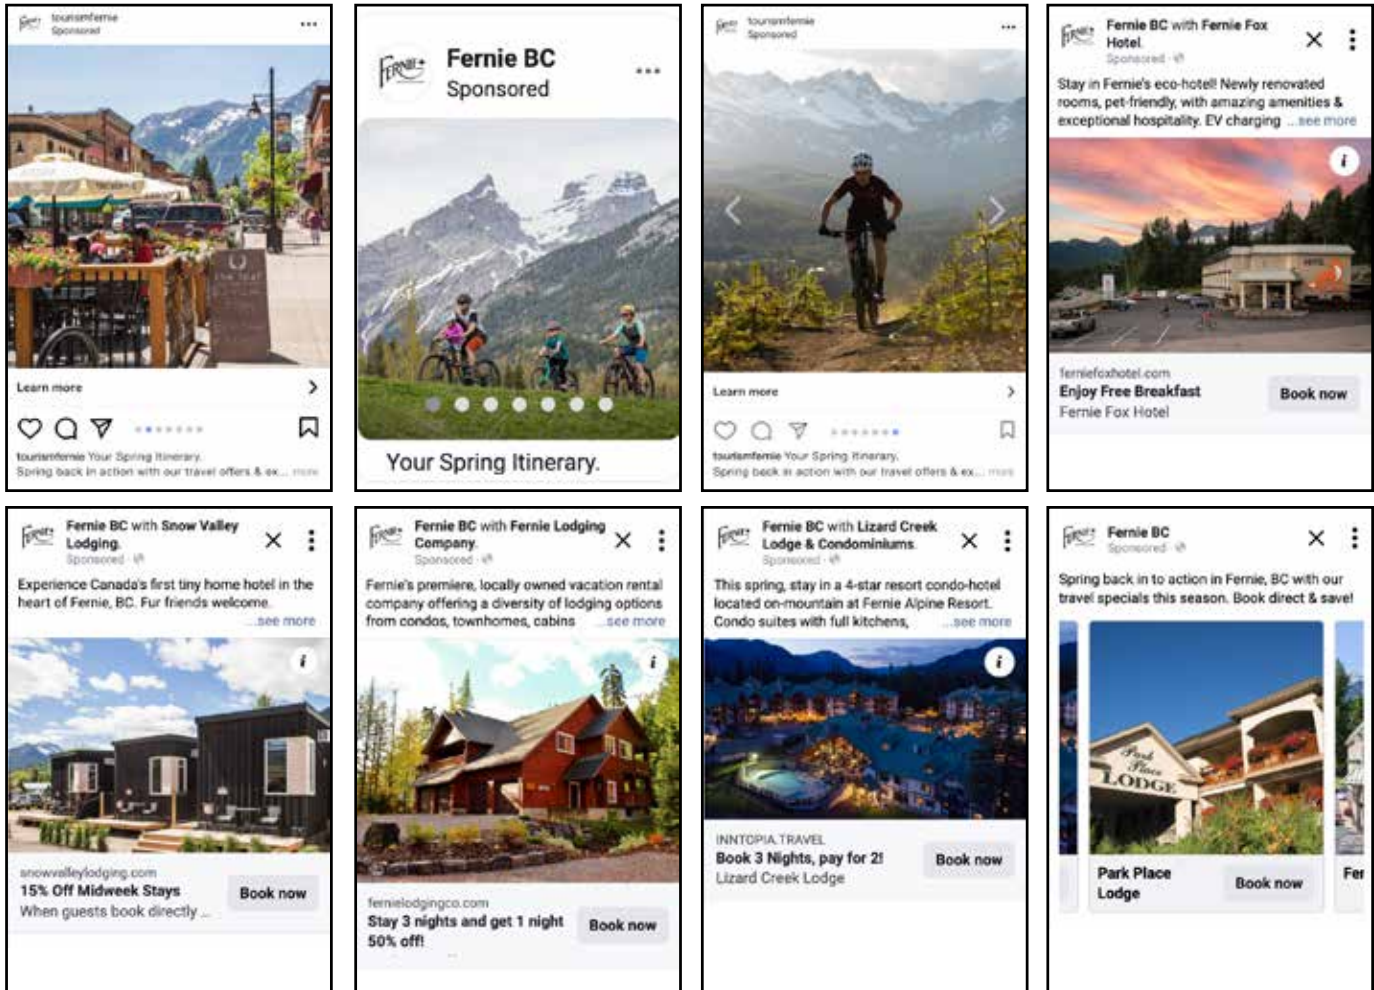 FERNIE
tourismfernie
Sponsored
Learn more
tourismfernie Your Spring Itinerary.
Spring back in action with our travel offers & ex... more
FERNIE
Fernie BC
Sponsored
Your Spring Itinerary.
FERNIE
tourismfernie
Sponsored
Learn more
tourismfernie Your Spring Itinerary.
Spring back in action with our travel offers & ex... more
FERNIE
Fernie BC with Fernie Fox
Hotel.
Sponsored
Stay in Fernie's eco-hotel! Newly renovated
rooms, pet-friendly, with amazing amenities &
exceptional hospitality. EV charging ...see more
i
HOTEL
ferniefoxhotel.com
Enjoy Free Breakfast
Fernie Fox Hotel
Book now
FERNIE
Fernie BC with Snow Valley
Lodging.
Sponsored
Experience Canada's first tiny home hotel in the
heart of Fernie, BC. Fur friends welcome.
...see more
i
snowvalleylodging.com
15% Off Midweek Stays
When guests book directly ...
Book now
FERNIE
Fernie BC with Fernie Lodging
Company.
Sponsored
Fernie's premiere, locally owned vacation rental
company offering a diversity of lodging options
from condos, townhomes, cabins ...see more
i
fernielodgingco.com
Stay 3 nights and get 1 night
50% off!
Book now
FERNIE
Fernie BC with Lizard Creek
Lodge & Condominiums.
Sponsored
This spring, stay in a 4-star resort condo-hotel
located on-mountain at Fernie Alpine Resort.
Condo suites with full kitchens, ...see more
i
INNTOPIA.TRAVEL
Book 3 Nights, pay for 2!
Lizard Creek Lodge
Book now
FERNIE
Fernie BC
Sponsored
Spring back in to action in Fernie, BC with our
travel specials this season. Book direct & save!
Park
Place
LODGE
Park Place
Lodge
Book now
Fer